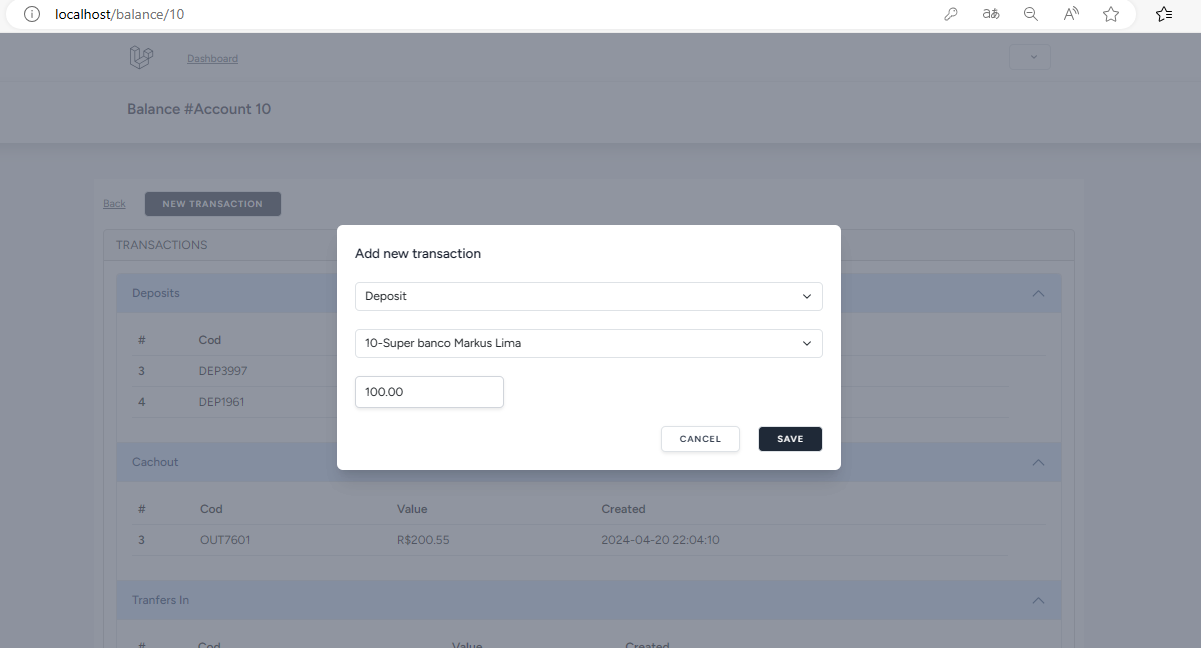 localhost/balance/10
Dashboard
Balance #Account 10
Back
NEW TRANSACTION
TRANSACTIONS
Add new transaction
Deposit
10-Super banco Markus Lima
100.00
CANCEL
SAVE
Deposits
# Cod
3 DEP3997
4 DEP1961
Cachout
# Cod Value Created
3 OUT7601 R$200.55 2024-04-20 22:04:10
Tranfers In
# Cod Value Created